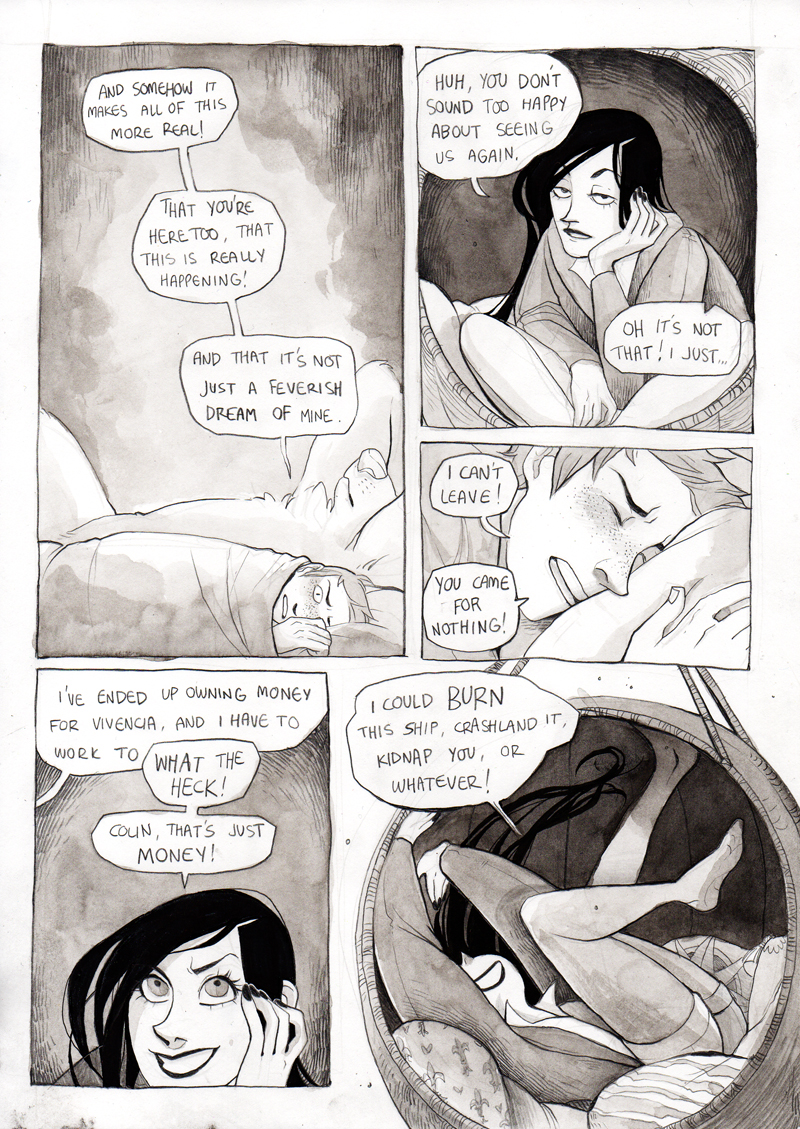 AND SOMEHOW IT
MAKES ALL OF THIS
MORE REAL!
THAT YOU'RE
HERE TOO, THAT
THIS IS REALLY
HAPPENING!
AND THAT IT'S NOT
JUST A FEVERISH
DREAM OF MINE.
HUH, YOU DON'T
SOUND TOO HAPPY
ABOUT SEEING
US AGAIN.
OH IT'S NOT
THAT! I JUST...
I CAN'T
LEAVE!
YOU CAME
FOR
NOTHING!
I'VE ENDED UP OWNING MONEY
FOR VIVENCIA, AND I HAVE TO
WORK TO
WHAT THE
HECK!
COLIN, THAT'S JUST
MONEY!
I COULD BURN
THIS SHIP, CRASHLAND IT,
KIDNAP YOU, OR
WHATEVER!